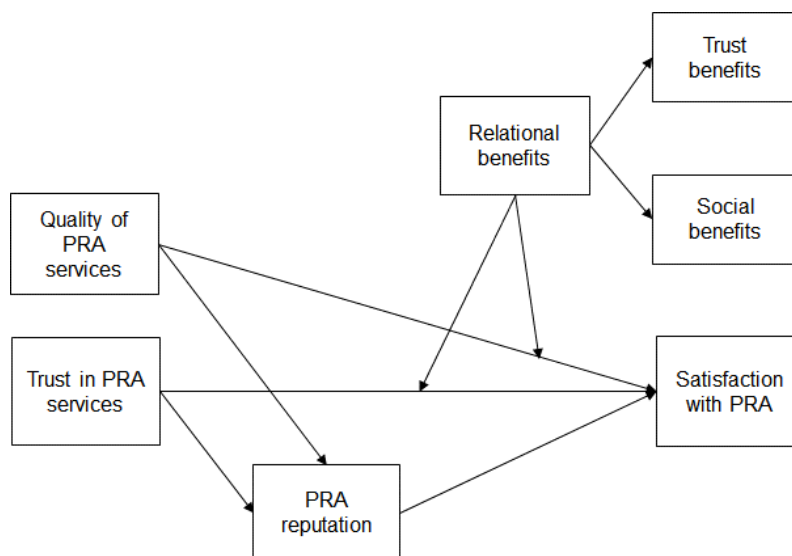 Trust
benefits
Relational
benefits
Social
benefits
Quality of
PRA
services
Trust in PRA
services
Satisfaction
with PRA
PRA
reputation